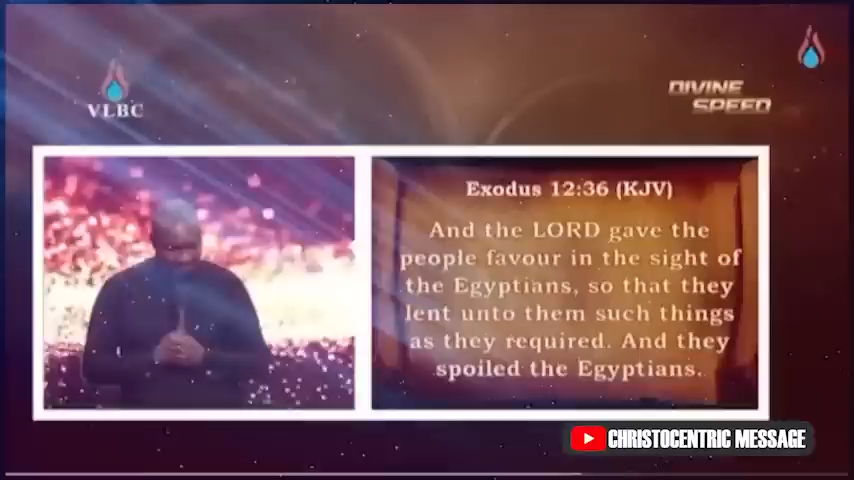 VLBC
DIVINE
SPEED
Exodus 12:36 (KJV)
And the LORD gave the
people favour in the sight of
the Egyptians, so that they
lent unto them such things
as they required. And they
spoiled the Egyptians.
CHRISTOCENTRIC MESSAGE